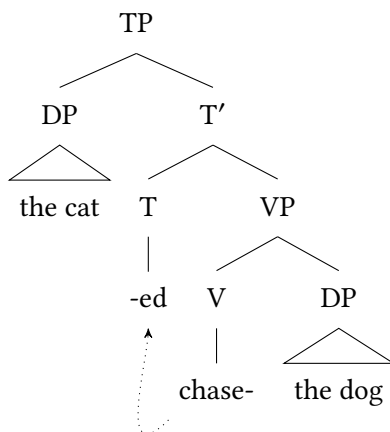 TP
DP T′
the cat T VP
-ed V DP
chase- the dog